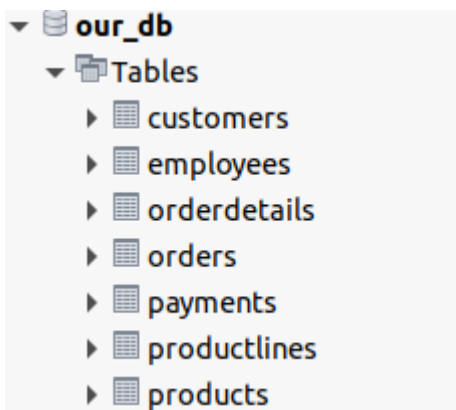 our_db
Tables
customers
employees
orderdetails
orders
payments
productlines
products